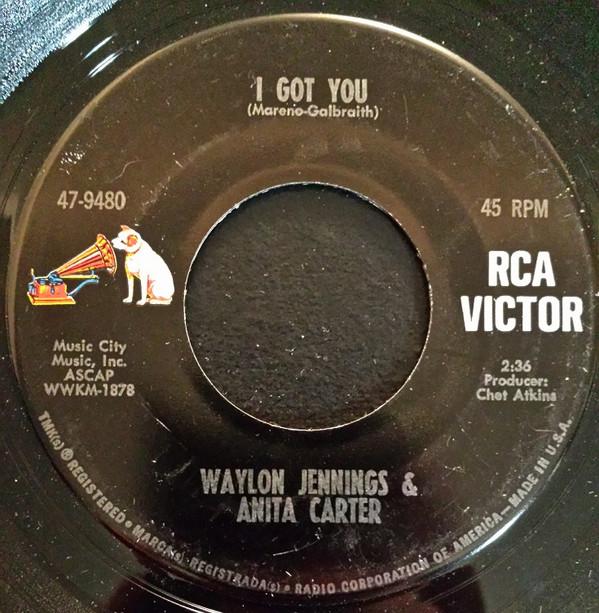 I GOT YOU
(Mareno-Galbraith)
47-9480
45 RPM
RCA
VICTOR
Music City
Music, Inc.
ASCAP
WWKM-1878
2:36
Producer:
Chet Atkins
WAYLON JENNINGS &
ANITA CARTER
TMK(s) ® REGISTERED • MARCA(s) REGISTRADA(s) • RADIO CORPORATION OF AMERICA—MADE IN U.S.A.